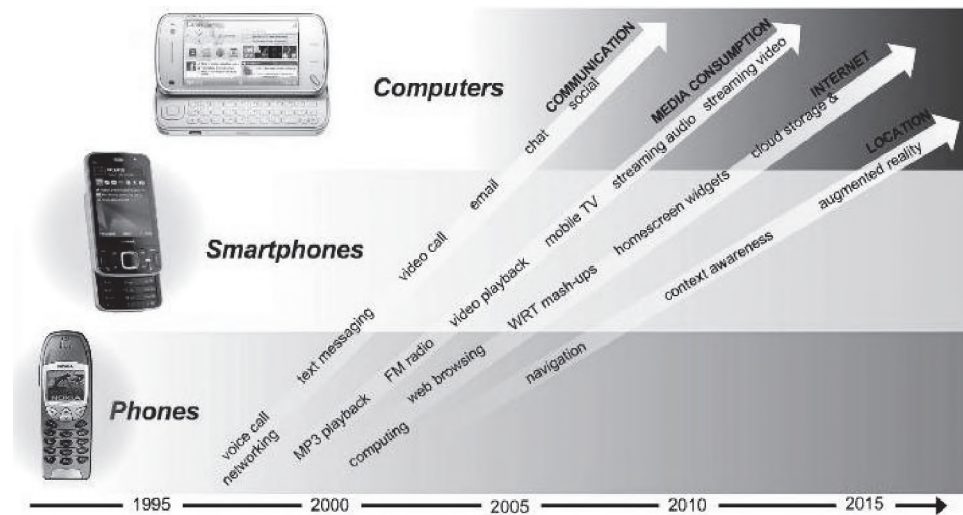 Computers
Smartphones
Phones
NOKIA
COMMUNICATION
voice call
networking
text messaging
video call
email
chat
social
MEDIA CONSUMPTION
MP3 playback
FM radio
video playback
mobile TV
streaming audio
streaming video
INTERNET
web browsing
WRT mash-ups
homescreen widgets
cloud storage &
computing
LOCATION
navigation
context awareness
augmented reality
1995
2000
2005
2010
2015